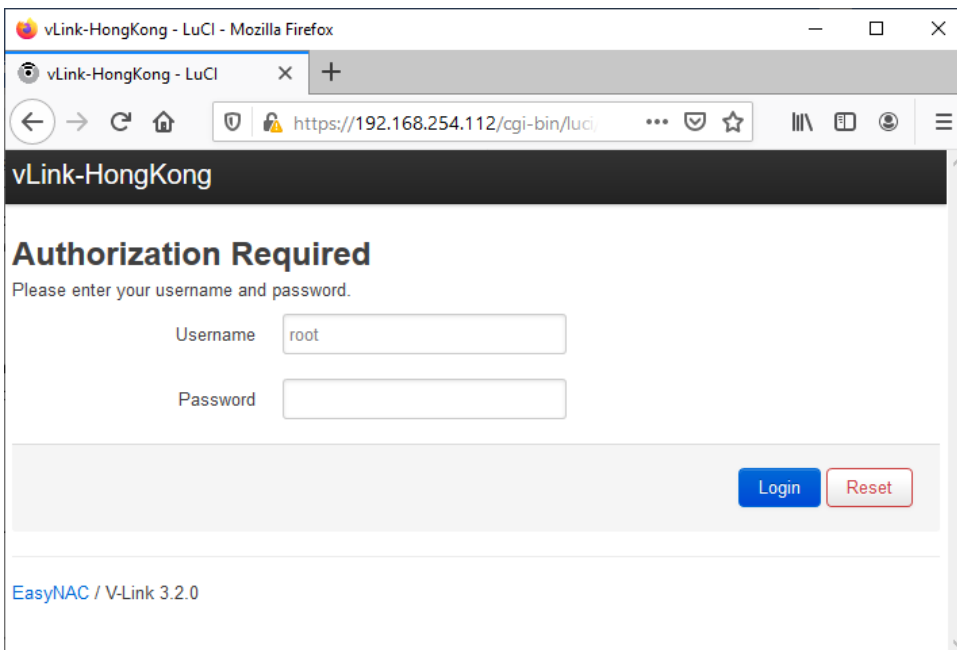 vLink-HongKong - LuCI - Mozilla Firefox
vLink-HongKong - LuCI
https://192.168.254.112/cgi-bin/luci/
vLink-HongKong
Authorization Required
Please enter your username and password.
Username root
Password
Login Reset
EasyNAC / V-Link 3.2.0